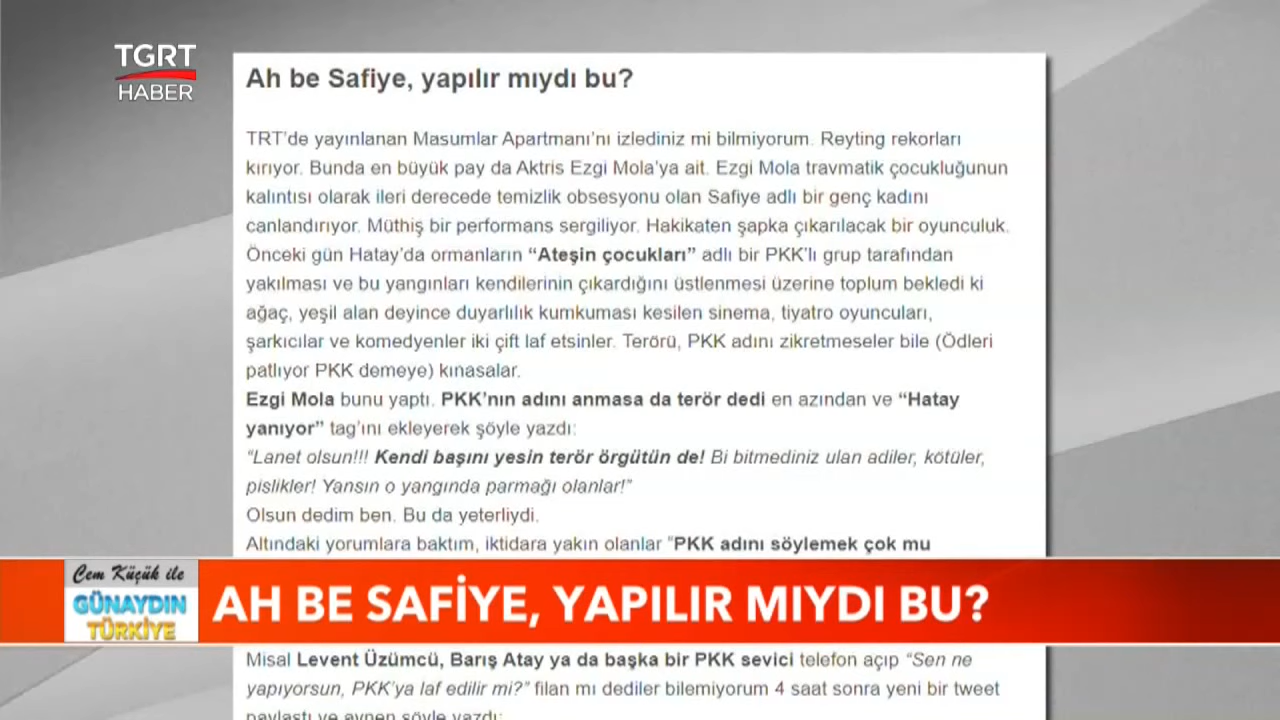 TGRT
HABER
Ah be Safiye, yapılır mıydı bu?
TRT’de yayınlanan Masumlar Apartmanı’nı izlediniz mi bilmiyorum. Reyting rekorları
kırıyor. Bunda en büyük pay da Aktris Ezgi Mola’ya ait. Ezgi Mola travmatik çocukluğunun
kalıntısı olarak ileri derecede temizlik obsesyonu olan Safiye adlı bir genç kadını
canlandırıyor. Müthiş bir performans sergiliyor. Hakikaten şapka çıkarılacak bir oyunculuk.
Önceki gün Hatay’da ormanların “Ateşin çocukları” adlı bir PKK’lı grup tarafından
yakılması ve bu yangınları kendilerinin çıkardığını üstlenmesi üzerine toplum bekledi ki
ağaç, yeşil alan deyince duyarlılık kumkuması kesilen sinema, tiyatro oyuncuları,
şarkıcılar ve komedyenler iki çift laf etsinler. Terörü, PKK adını zikretmeseler bile (Ödleri
patlıyor PKK demeye) kınasalar.
Ezgi Mola bunu yaptı. PKK’nın adını anmasa da terör dedi en azından ve “Hatay
yanıyor” tag’ını ekleyerek şöyle yazdı:
“Lanet olsun!!! Kendi başını yesin terör örgütün de! Bi bitmediniz ulan adiler, kötüler,
pislikler! Yansın o yangında parmağı olanlar!”
Olsun dedim ben. Bu da yeterliydi.
Altındaki yorumlara baktım, iktidara yakın olanlar “PKK adını söylemek çok mu
Cem Küçük ile
GÜNAYDIN
TÜRKİYE
AH BE SAFİYE, YAPILIR MIYDI BU?
Misal Levent Üzümcü, Barış Atay ya da başka bir PKK sevici telefon açıp “Sen ne
yapıyorsun, PKK’ya laf edilir mi?” filan mı dediler bilemiyorum 4 saat sonra yeni bir tweet
paylaştı ve aynen şöyle yazdı: